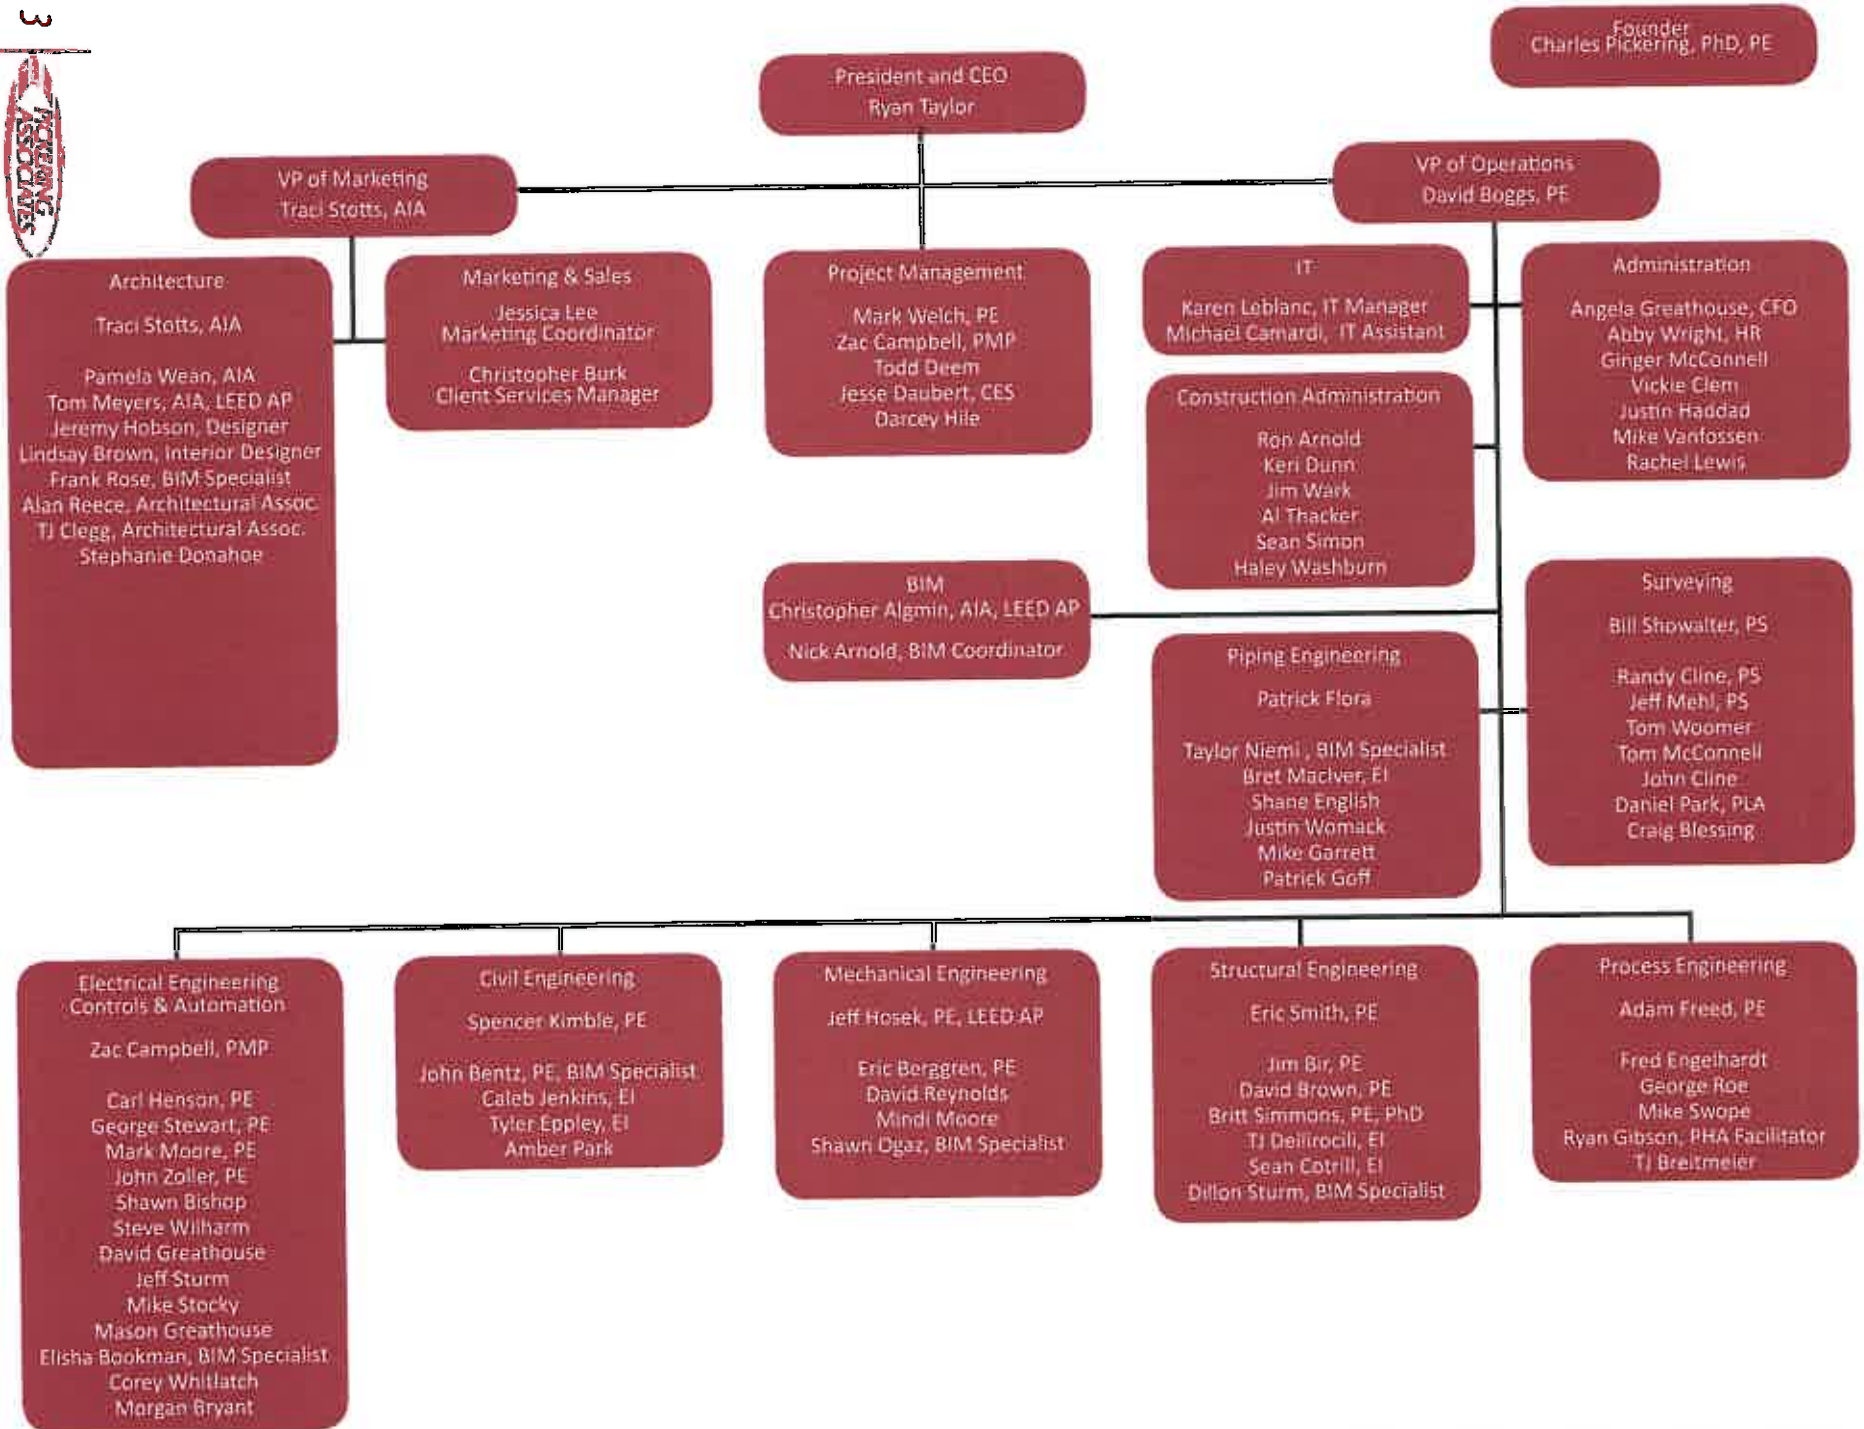 3
PICKERING
ASSOCIATES
Founder
Charles Pickering, PhD, PE
President and CEO
Ryan Taylor
VP of Marketing
Traci Stotts, AIA
VP of Operations
David Boggs, PE
Architecture
Traci Stotts, AIA
Pamela Wean, AIA
Tom Meyers, AIA, LEED AP
Jeremy Hobson, Designer
Lindsay Brown, Interior Designer
Frank Rose, BIM Specialist
Alan Reece, Architectural Assoc.
TJ Clegg, Architectural Assoc.
Stephanie Donahoe
Marketing & Sales
Jessica Lee
Marketing Coordinator
Christopher Burk
Client Services Manager
Project Management
Mark Welch, PE
Zac Campbell, PMP
Todd Deem
Jesse Daubert, CES
Darcey Hile
IT
Karen Leblanc, IT Manager
Michael Camardi, IT Assistant
Administration
Angela Greathouse, CFO
Abby Wright, HR
Ginger McConnell
Vickie Clem
Justin Haddad
Mike Vanfossen
Rachel Lewis
Construction Administration
Ron Arnold
Keri Dunn
Jim Wark
Al Thacker
Sean Simon
Haley Washburn
BIM
Christopher Algmin, AIA, LEED AP
Nick Arnold, BIM Coordinator
Surveying
Bill Showalter, PS
Randy Cline, PS
Jeff Mehl, PS
Tom Woomer
Tom McConnell
John Cline
Daniel Park, PLA
Craig Blessing
Piping Engineering
Patrick Flora
Taylor Niemi , BIM Specialist
Bret MacIver, EI
Shane English
Justin Womack
Mike Garrett
Patrick Goff
Electrical Engineering
Controls & Automation
Zac Campbell, PMP
Carl Henson, PE
George Stewart, PE
Mark Moore, PE
John Zoller, PE
Shawn Bishop
Steve Wilharm
David Greathouse
Jeff Sturm
Mike Stocky
Mason Greathouse
Elisha Bookman, BIM Specialist
Corey Whitlatch
Morgan Bryant
Civil Engineering
Spencer Kimble, PE
John Bentz, PE, BIM Specialist
Caleb Jenkins, EI
Tyler Eppley, EI
Amber Park
Mechanical Engineering
Jeff Hosek, PE, LEED AP
Eric Berggren, PE
David Reynolds
Mindi Moore
Shawn Ogaz, BIM Specialist
Structural Engineering
Eric Smith, PE
Jim Bir, PE
David Brown, PE
Britt Simmons, PE, PhD
TJ Dellirocili, EI
Sean Cotrill, EI
Dillon Sturm, BIM Specialist
Process Engineering
Adam Freed, PE
Fred Engelhardt
George Roe
Mike Swope
Ryan Gibson, PHA Facilitator
TJ Breitmeier